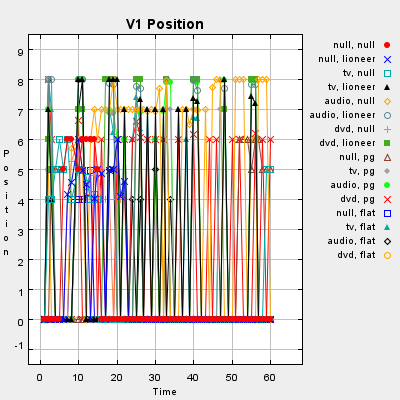 V1 Position
9
8
7
6
5
4
3
2
1
0
-1
Position
0
10
20
30
40
50
60
Time
null, null
null, lioneer
tv, null
tv, lioneer
audio, null
audio, lioneer
dvd, null
dvd, lioneer
null, pg
tv, pg
audio, pg
dvd, pg
null, flat
tv, flat
audio, flat
dvd, flat